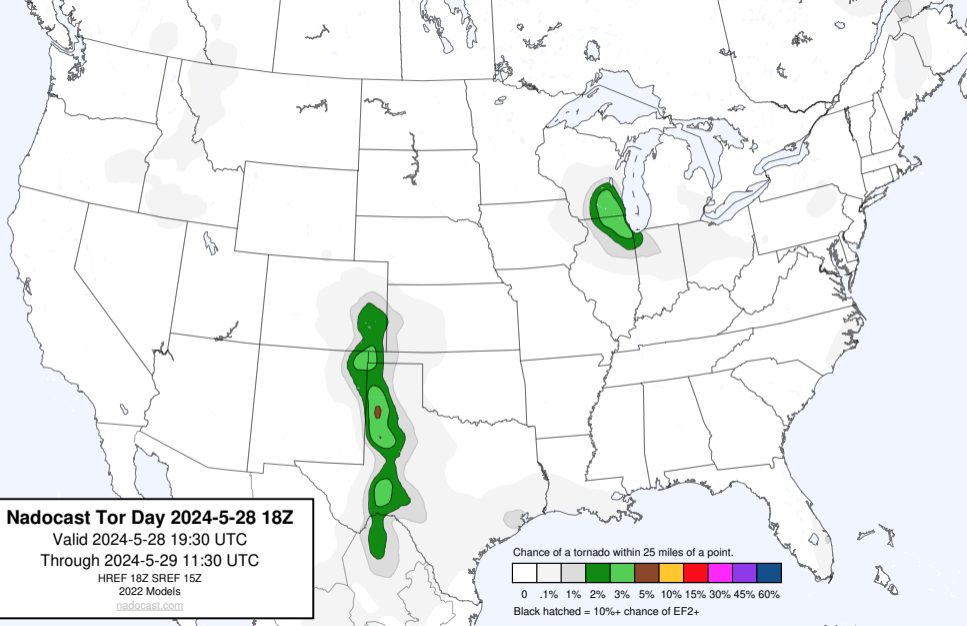 Nadocast Tor Day 2024-5-28 18Z
Valid 2024-5-28 19:30 UTC
Through 2024-5-29 11:30 UTC
HREF 18Z SREF 15Z
2022 Models
nadocast.com
Chance of a tornado within 25 miles of a point.
0 .1% 1% 2% 3% 5% 10% 15% 30% 45% 60%
Black hatched = 10%+ chance of EF2+